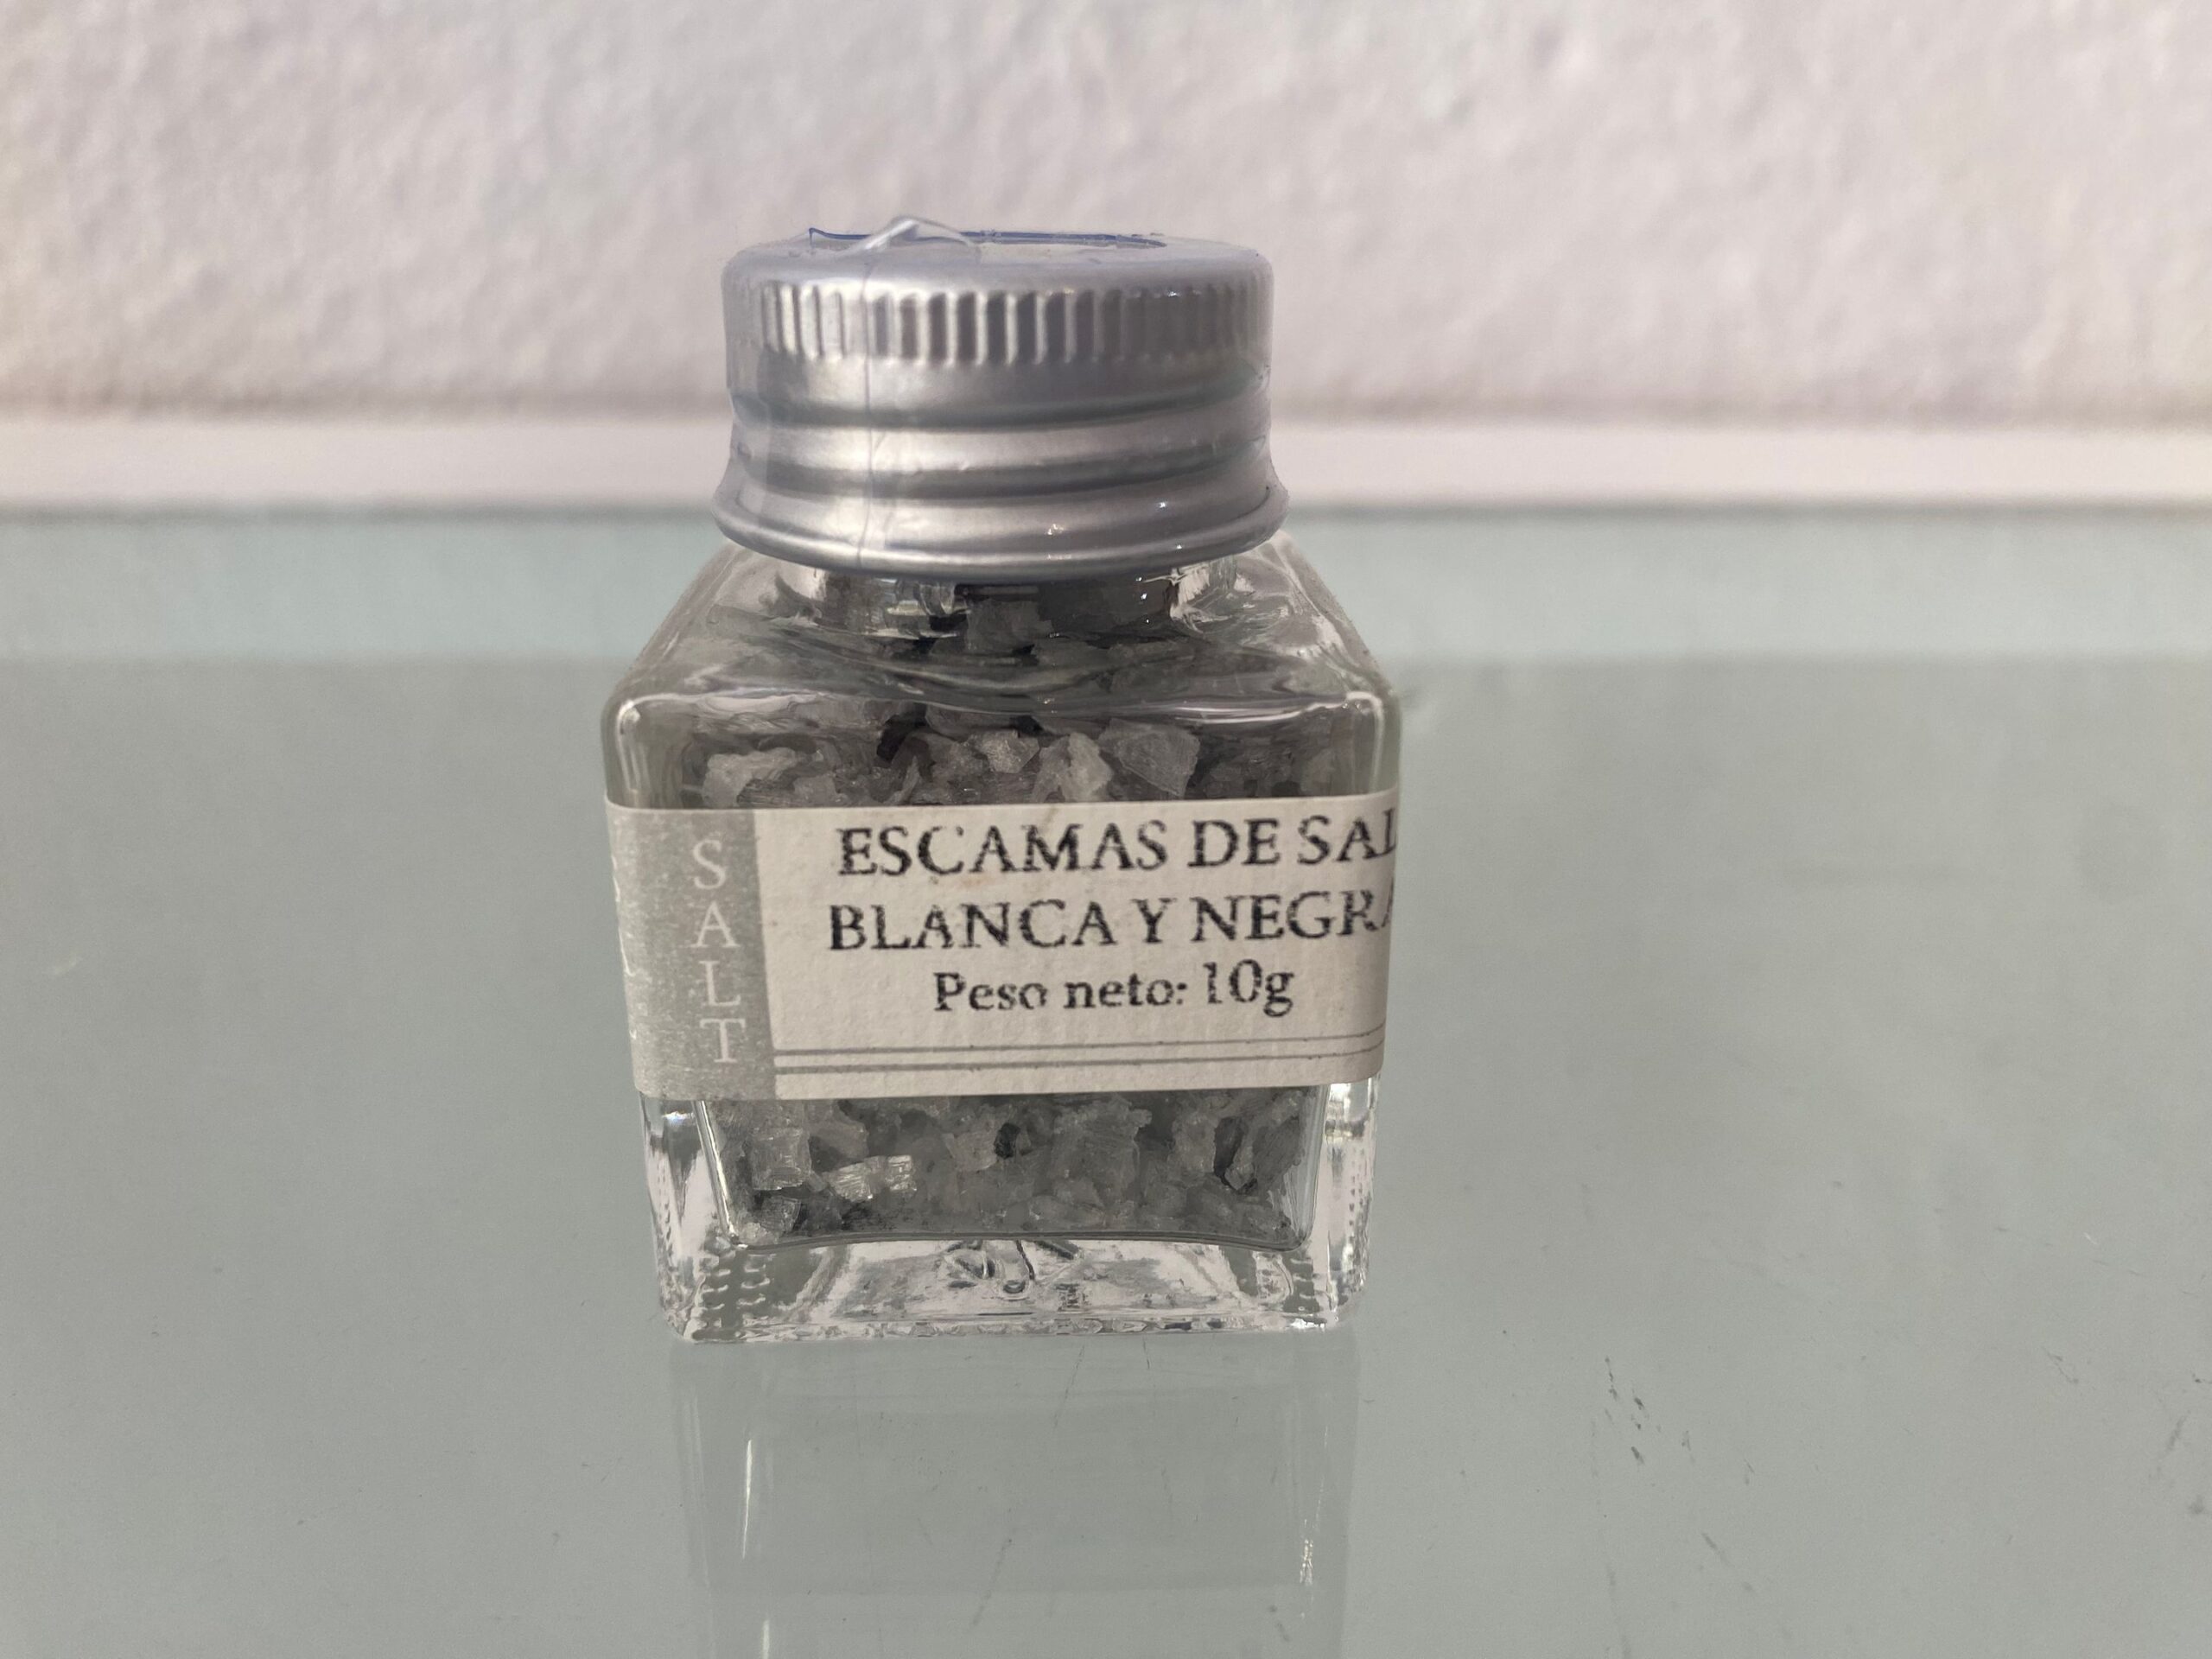 SALT
ESCAMAS DE SAL
BLANCA Y NEGRA
Peso neto: 10g